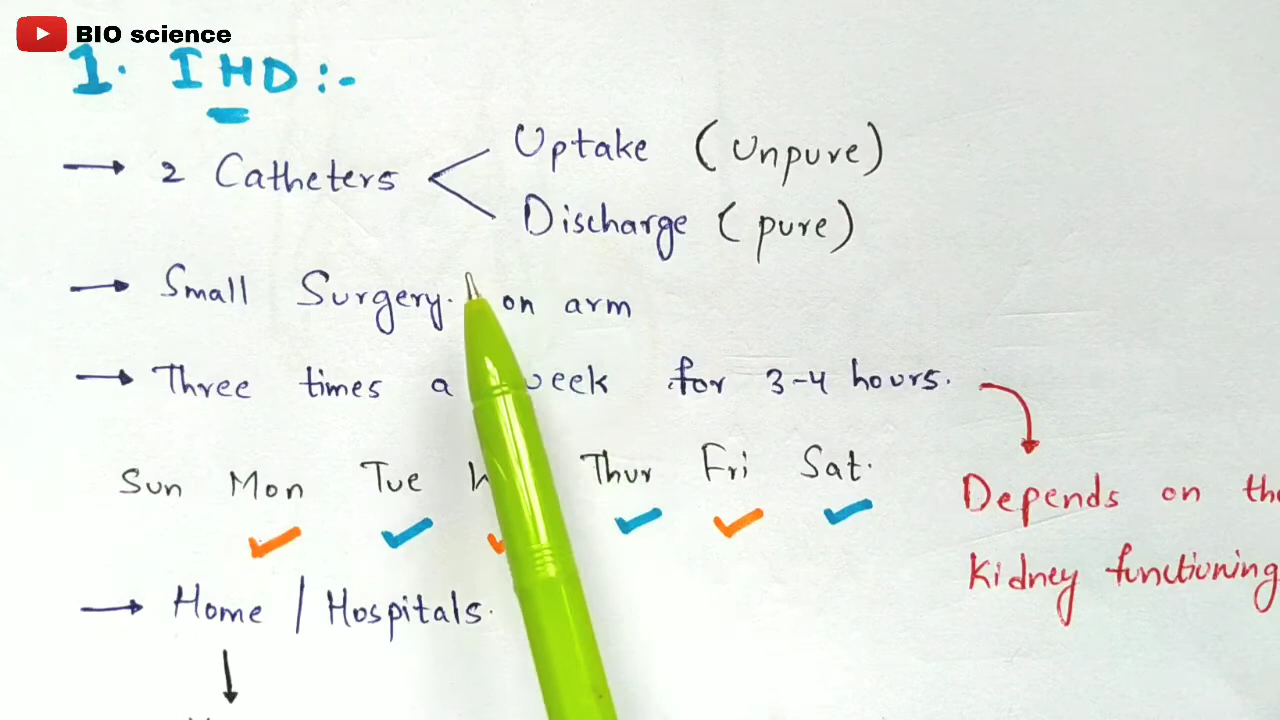 BIO science
1. IHD :-
→ 2 Catheters < Uptake (Unpure)
Discharge (pure)
→ Small Surgery. on arm
→ Three times a week for 3-4 hours.
Sun Mon Tue Thur Fri Sat.
Depends on the
Kidney functioning
→ Home / Hospitals.